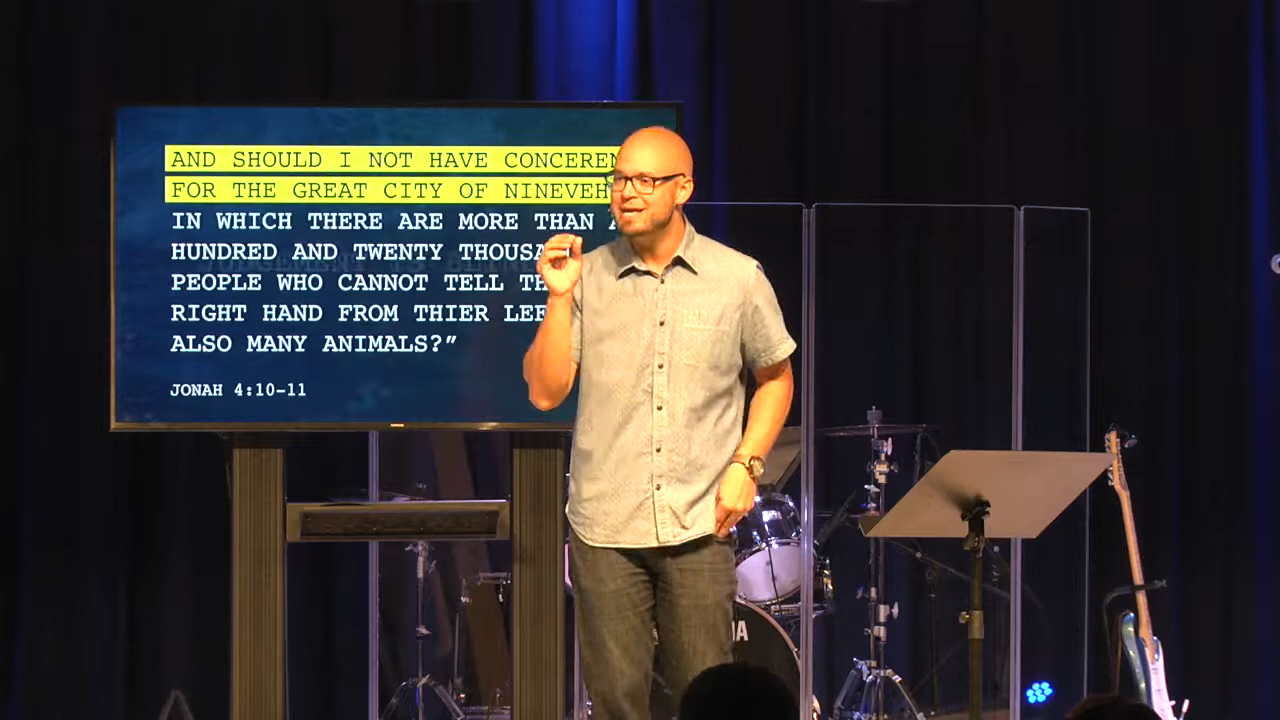 AND SHOULD I NOT HAVE CONCEREN
FOR THE GREAT CITY OF NINEVEH
IN WHICH THERE ARE MORE THAN
HUNDRED AND TWENTY
PEOPLE WHO CANNOT TELL
RIGHT HAND FROM THIER
ALSO MANY ANIMALS?”
JONAH 4:10-11